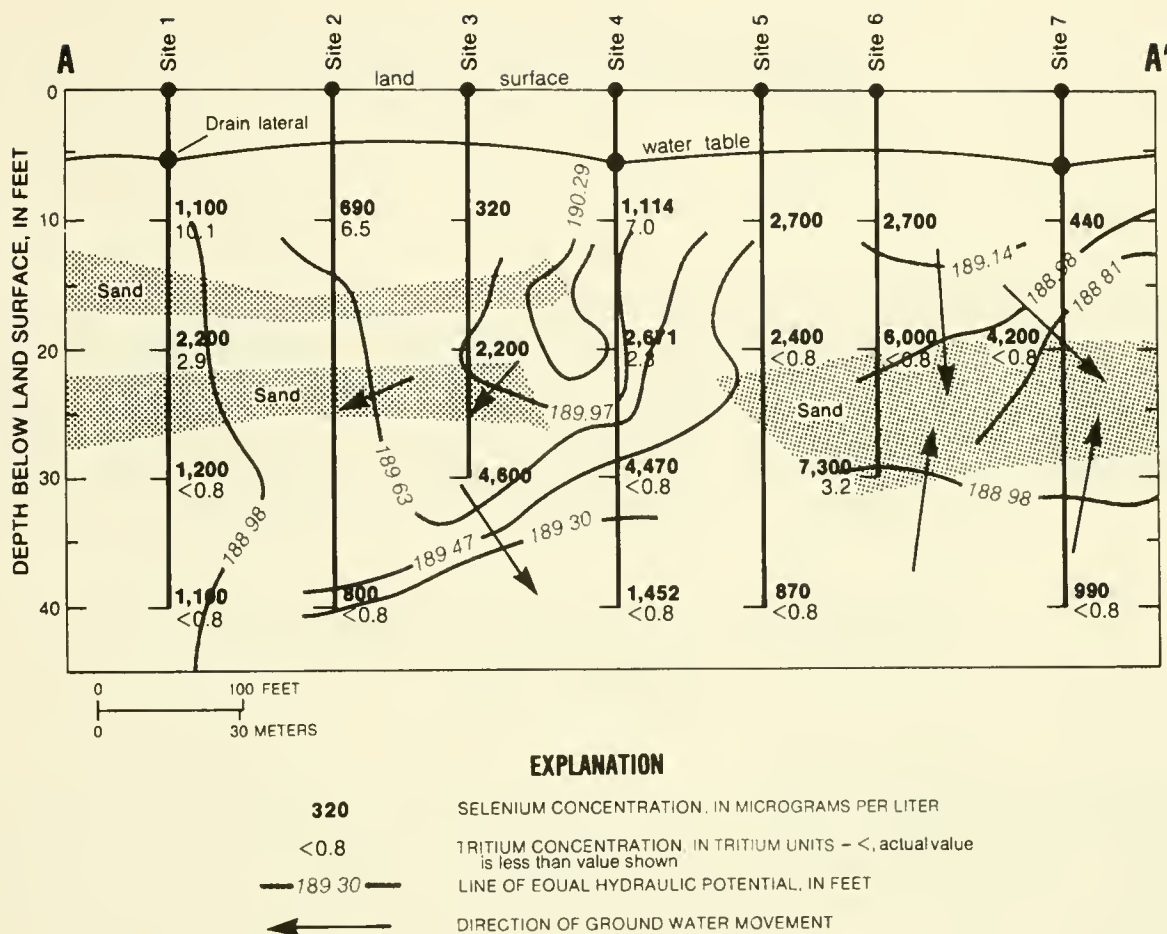 Site 1
Site 2
Site 3
Site 4
Site 5
Site 6
Site 7
A
land surface
A'
DEPTH BELOW LAND SURFACE, IN FEET
0
10
20
30
40
Drain lateral
water table
190.29
1,100
10.1
690
6.5
320
1,114
7.0
2,700
2,700
440
189.14
188.98
188.81
Sand
2,200
2.9
2,200
2,671
2.3
2,400
<0.8
6,000
<0.8
4,200
<0.8
Sand
189.97
Sand
1,200
<0.8
189.63
4,600
4,470
<0.8
7,300
3.2
188.98
188.98
189.47
189.30
1,100
<0.8
800
<0.8
1,452
<0.8
870
<0.8
990
<0.8
0 100 FEET
0 30 METERS
EXPLANATION
320 SELENIUM CONCENTRATION, IN MICROGRAMS PER LITER
<0.8 TRITIUM CONCENTRATION, IN TRITIUM UNITS – <, actual value
is less than value shown
189 30 LINE OF EQUAL HYDRAULIC POTENTIAL, IN FEET
DIRECTION OF GROUND WATER MOVEMENT